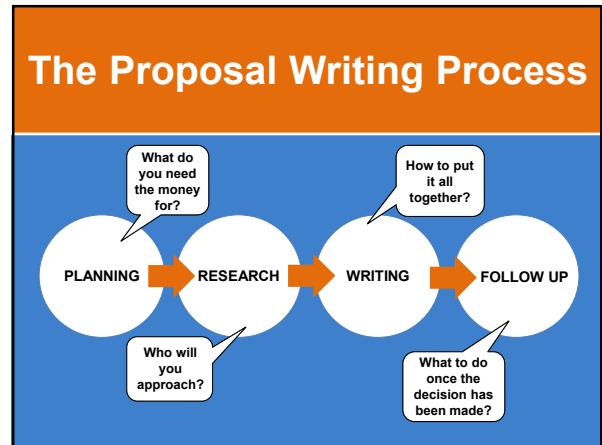 The Proposal Writing Process
What do
you need
the money
for?
How to put
it all
together?
PLANNING
RESEARCH
WRITING
FOLLOW UP
Who will
you
approach?
What to do
once the
decision has
been made?